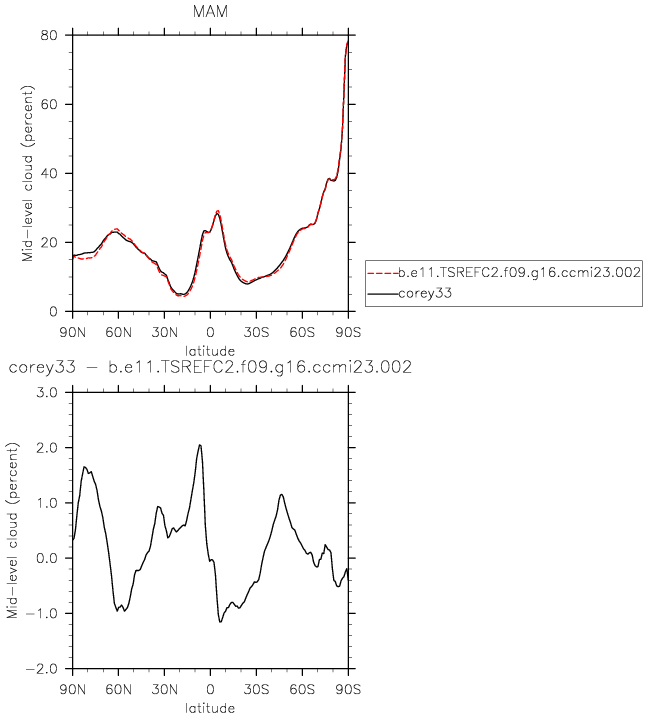 MAM
80
60
40
20
0
Mid-level cloud (percent)
90N 60N 30N 0 30S 60S 90S
latitude
b.e11.TSREFC2.f09.g16.ccmi23.002
corey33
corey33 - b.e11.TSREFC2.f09.g16.ccmi23.002
3.0
2.0
1.0
0.0
-1.0
-2.0
Mid-level cloud (percent)
90N 60N 30N 0 30S 60S 90S
latitude